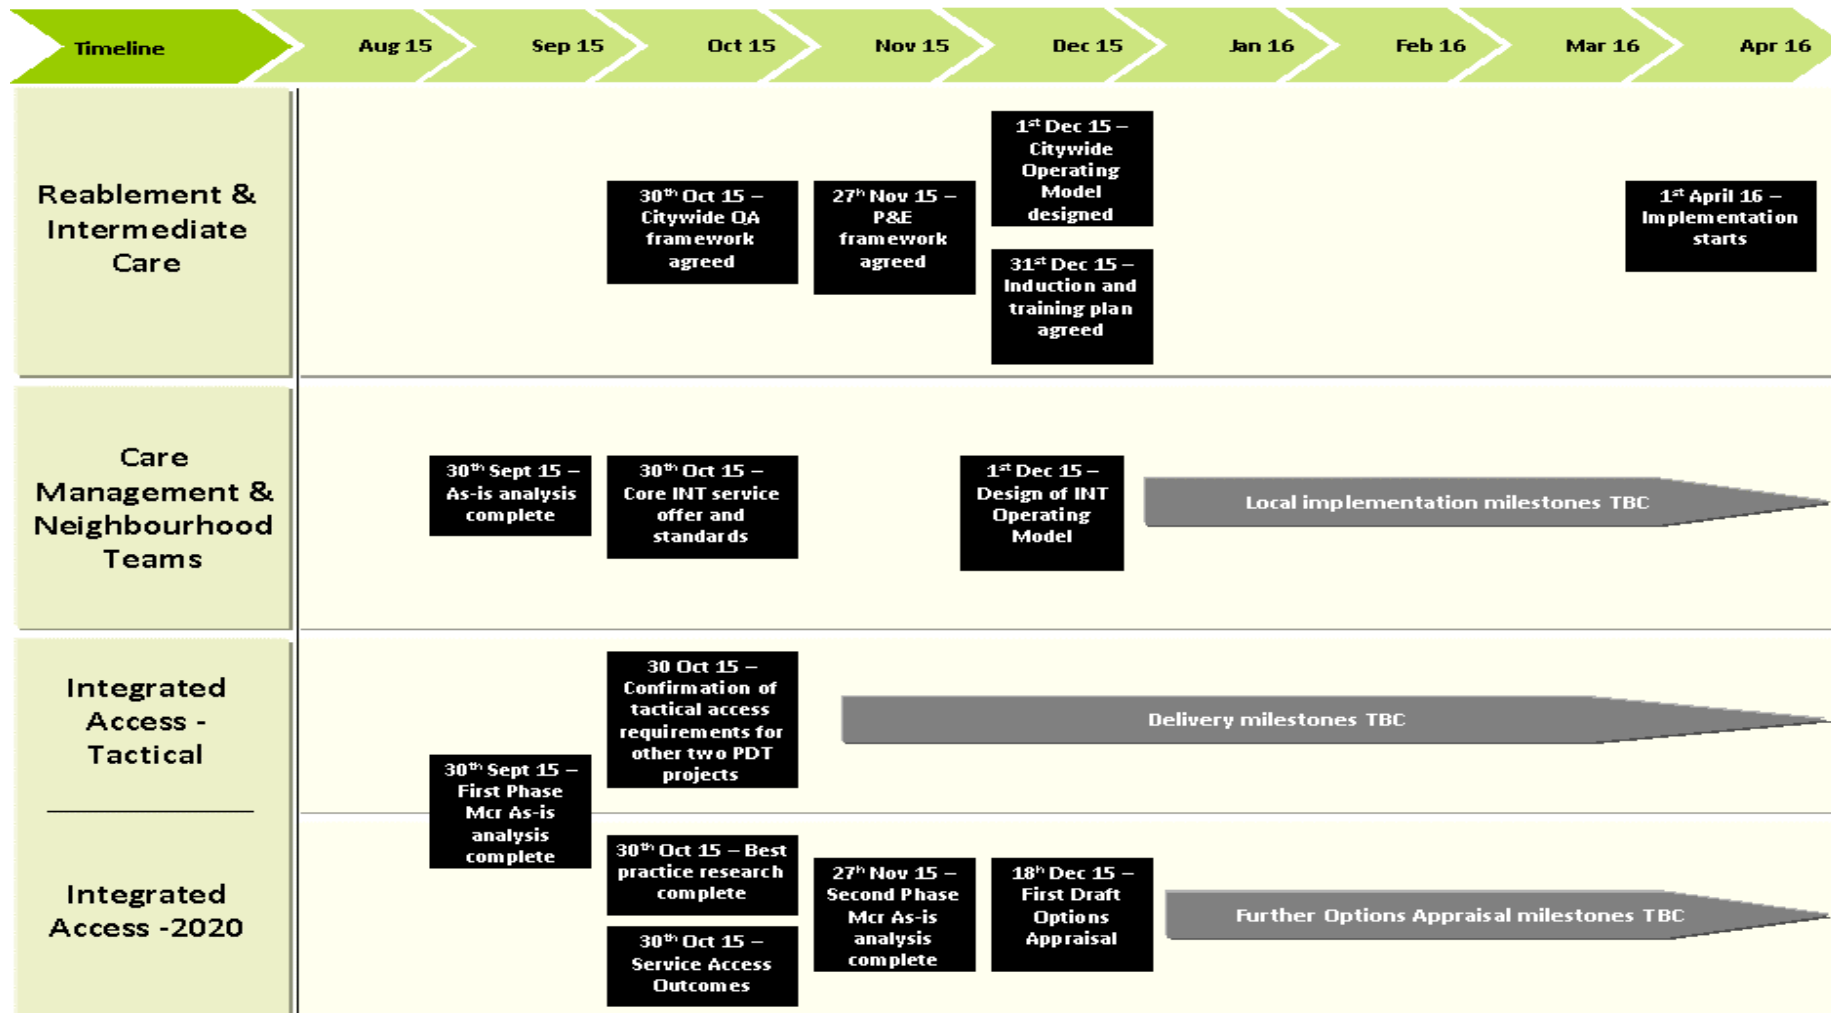 Timeline
Aug 15
Sep 15
Oct 15
Nov 15
Dec 15
Jan 16
Feb 16
Mar 16
Apr 16
Reablement &
Intermediate
Care
30th Oct 15 –
Citywide QA
framework
agreed
27h Nov 15 –
P&E
framework
agreed
1st Dec 15 –
Citywide
Operating
Model
designed
31st Dec 15 –
Induction and
training plan
agreed
1st April 16 –
Implementation
starts
Care
Management &
Neighbourhood
Teams
30th Sept 15 –
As-is analysis
complete
30th Oct 15 –
Core INT service
offer and
standards
1st Dec 15 –
Design of INT
Operating
Model
Local implementation milestones TBC
Integrated
Access -
Tactical
30th Sept 15 –
First Phase
Mcr As-is
analysis
complete
30 Oct 15 –
Confirmation of
tactical access
requirements for
other two PDT
projects
Delivery milestones TBC
Integrated
Access -2020
30th Oct 15 – Best
practice research
complete
30th Oct 15 –
Service Access
Outcomes
27h Nov 15 –
Second Phase
Mcr As-is
analysis
complete
18h Dec 15 –
First Draft
Options
Appraisal
Further Options Appraisal milestones TBC